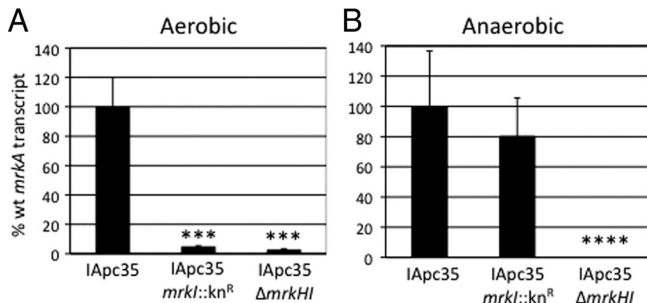 A
Aerobic
% wt mrkA transcript
140
120
100
80
60
40
20
0
***
***
IApc35
IApc35
mrkI::knᴿ
IApc35
ΔmrkHI
B
Anaerobic
140
120
100
80
60
40
20
0
****
IApc35
IApc35
mrkI::knᴿ
IApc35
ΔmrkHI